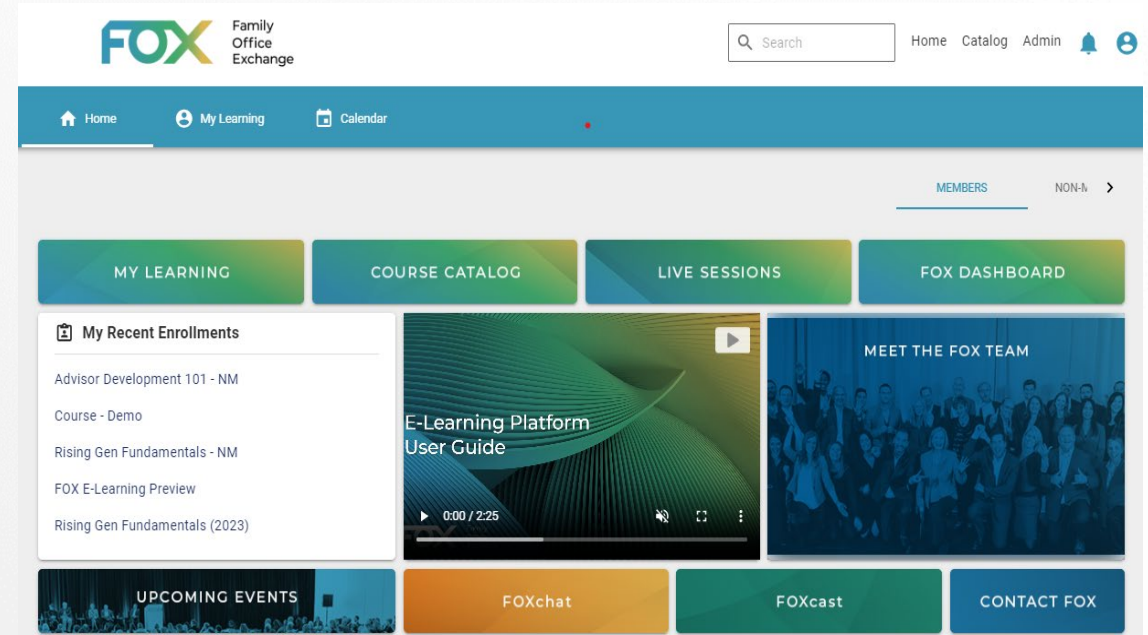 FOX
Family
Office
Exchange
Search
Home Catalog Admin
Home My Learning Calendar
MEMBERS NON-M
MY LEARNING COURSE CATALOG LIVE SESSIONS FOX DASHBOARD
My Recent Enrollments
Advisor Development 101 - NM
Course - Demo
Rising Gen Fundamentals - NM
FOX E-Learning Preview
Rising Gen Fundamentals (2023)
E-Learning Platform
User Guide
0:00 / 2:25
FOX
MEET THE FOX TEAM
UPCOMING EVENTS FOXchat FOXcast CONTACT FOX